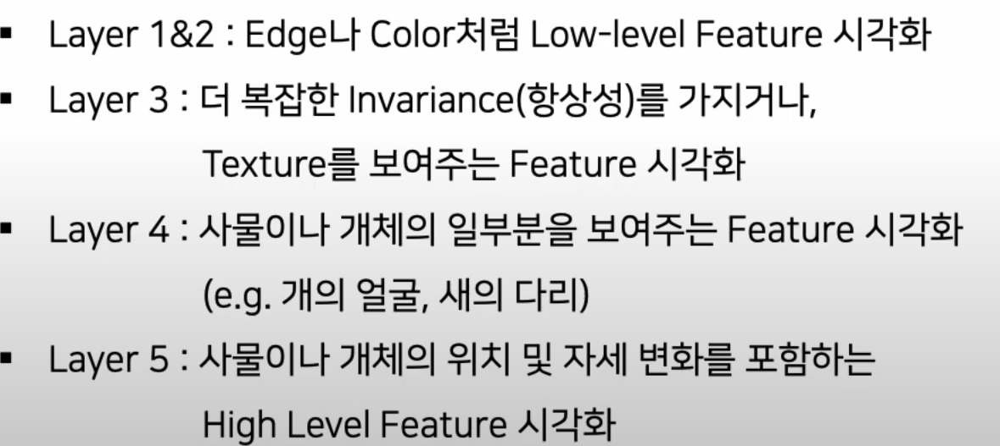 ▪ Layer 1&2 : Edge나 Color처럼 Low-level Feature 시각화
▪ Layer 3 : 더 복잡한 Invariance(항상성)를 가지거나,
Texture를 보여주는 Feature 시각화
▪ Layer 4 : 사물이나 개체의 일부분을 보여주는 Feature 시각화
(e.g. 개의 얼굴, 새의 다리)
▪ Layer 5 : 사물이나 개체의 위치 및 자세 변화를 포함하는
High Level Feature 시각화